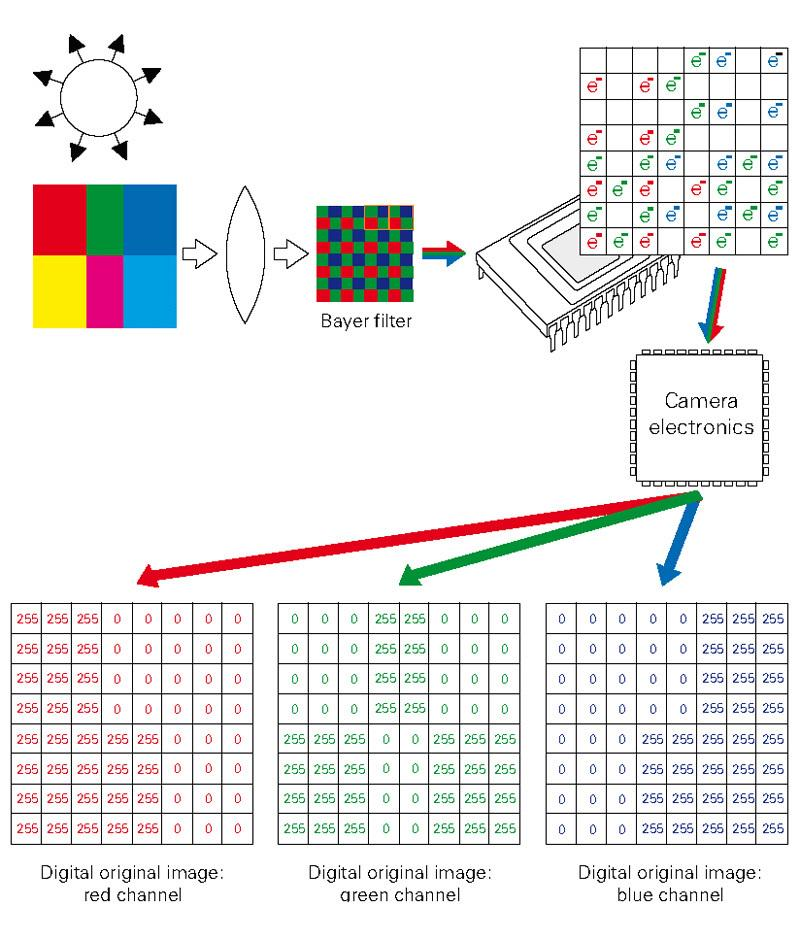 e⁻ e⁻ e⁻
e⁻ e⁻ e⁻
e⁻ e⁻ e⁻
e⁻ e⁻ e⁻
e⁻ e⁻ e⁻ e⁻ e⁻ e⁻
e⁻ e⁻ e⁻ e⁻ e⁻ e⁻
e⁻ e⁻ e⁻ e⁻ e⁻ e⁻
e⁻ e⁻ e⁻ e⁻ e⁻ e⁻
Bayer filter
Camera
electronics
255 255 255 0 0 0 0 0
255 255 255 0 0 0 0 0
255 255 255 0 0 0 0 0
255 255 255 0 0 0 0 0
255 255 255 255 255 0 0 0
255 255 255 255 255 0 0 0
255 255 255 255 255 0 0 0
255 255 255 255 255 0 0 0
Digital original image:
red channel
0 0 0 255 255 0 0 0
0 0 0 255 255 0 0 0
0 0 0 255 255 0 0 0
0 0 0 255 255 0 0 0
255 255 255 0 0 255 255 255
255 255 255 0 0 255 255 255
255 255 255 0 0 255 255 255
255 255 255 0 0 255 255 255
Digital original image:
green channel
0 0 0 0 0 255 255 255
0 0 0 0 0 255 255 255
0 0 0 0 0 255 255 255
0 0 0 0 0 255 255 255
0 0 0 255 255 255 255 255
0 0 0 255 255 255 255 255
0 0 0 255 255 255 255 255
0 0 0 255 255 255 255 255
Digital original image:
blue channel